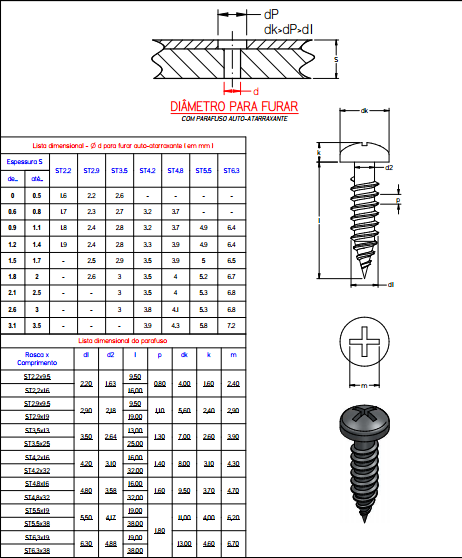 dP
dk>dP>dl
S
d
DIÂMETRO PARA FURAR
COM PARAFUSO AUTO-ATARRAXANTE
dk
k
d2
p
l
dl
m
Lista dimensional - Ø d para furar auto-atarraxante ( em mm )
Espessura S ST2.2 ST2.9 ST3.5 ST4.2 ST4.8 ST5.5 ST6.3
de... atA...
0 0.5 1.6 2.2 2.6 - - - -
0.6 0.8 1.7 2.3 2.7 3.2 3.7 - -
0.9 1.1 1.8 2.4 2.8 3.2 3.7 4.9 6.4
1.2 1.4 1.9 2.4 2.8 3.3 3.9 4.9 6.4
1.5 1.7 - 2.5 2.9 3.5 3.9 5 6.5
1.8 2 - 2.6 3 3.5 4 5.2 6.7
2.1 2.5 - - 3 3.5 4 5.3 6.8
2.6 3 - - 3 3.8 4.1 5.3 6.8
3.1 3.5 - - - 3.9 4.3 5.8 7.2
Lista dimensional do parafuso
Rosca x Comprimento d1 d2 l p dk k m
ST2,2x9.5 2,20 1,63 9,50 0,80 4,00 1,60 2,40
ST2,2x16 16,00
ST2,9x9.5 2,90 2,18 9,50 1,10 5,60 2,40 2,90
ST2,9x19 19,00
ST3,5x13 3,50 2,64 13,00 1,30 7,00 2,60 3,90
ST3,5x25 25,00
ST4,2x16 4,20 3,10 16,00 1,40 8,00 3,10 4,30
ST4,2x32 32,00
ST4,8x16 4,80 3,58 16,00 1,60 9,50 3,70 4,70
ST4,8x32 32,00
ST5,5x19 5,50 4,17 19,00 1,80 11,00 4,00 6,20
ST5,5x38 38,00
ST6,3x19 6,30 4,88 19,00 13,00 4,60 6,70
ST6,3x38 38,00